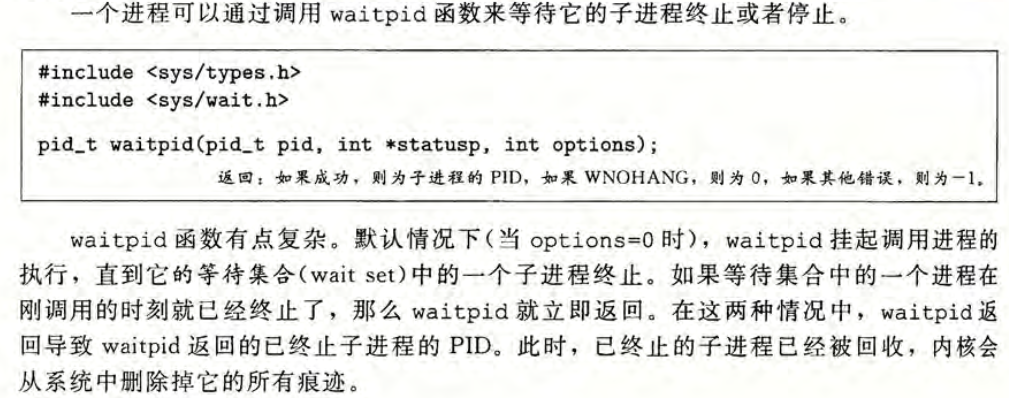 一个进程可以通过调用 waitpid 函数来等待它的子进程终止或者停止。
#include <sys/types.h>
#include <sys/wait.h>
pid_t waitpid(pid_t pid, int *statusp, int options);
返回：如果成功，则为子进程的 PID，如果 WNOHANG，则为 0，如果其他错误，则为－1。
waitpid 函数有点复杂。默认情况下(当 options=0 时)，waitpid 挂起调用进程的
执行，直到它的等待集合(wait set)中的一个子进程终止。如果等待集合中的一个进程在
刚调用的时刻就已经终止了，那么 waitpid 就立即返回。在这两种情况中，waitpid 返
回导致 waitpid 返回的已终止子进程的 PID。此时，已终止的子进程已经被回收，内核会
从系统中删除掉它的所有痕迹。